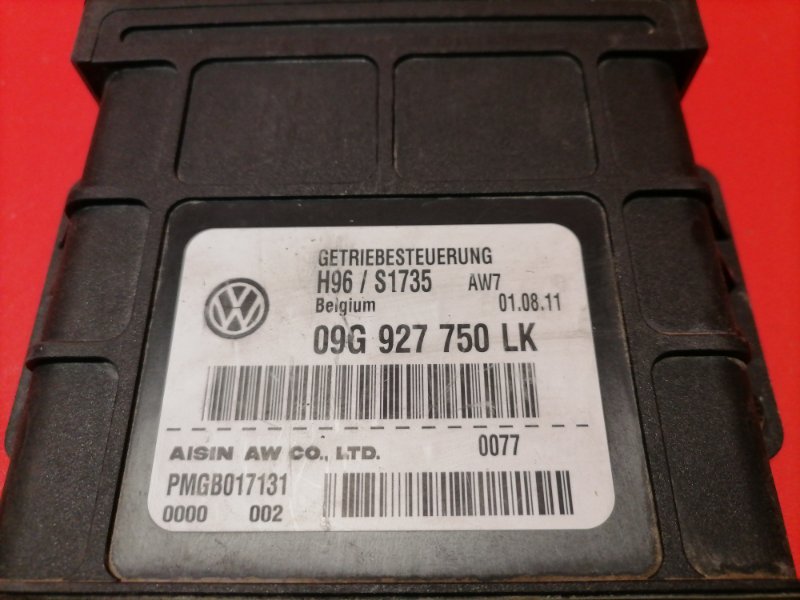 GETRIEBESTEUERUNG
H96 / S1735 AW7
Belgium 01.08.11
09G 927 750 LK
AISIN AW CO., LTD. 0077
PMGB017131
0000 002